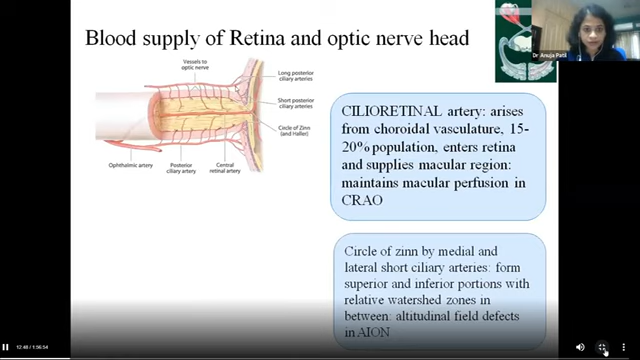 Blood supply of Retina and optic nerve head
Dr Anuja Patil
Vessels to
optic nerve
Long posterior
ciliary arteries
Short posterior
ciliary arteries
Circle of Zinn
(and Haller)
Ophthalmic artery
Posterior
ciliary artery
Central
retinal artery
CILIORETINAL artery: arises
from choroidal vasculature, 15-
20% population, enters retina
and supplies macular region:
maintains macular perfusion in
CRAO
Circle of zinn by medial and
lateral short ciliary arteries: form
superior and inferior portions with
relative watershed zones in
between: altitudinal field defects
in AION
12:48 / 1:56:54